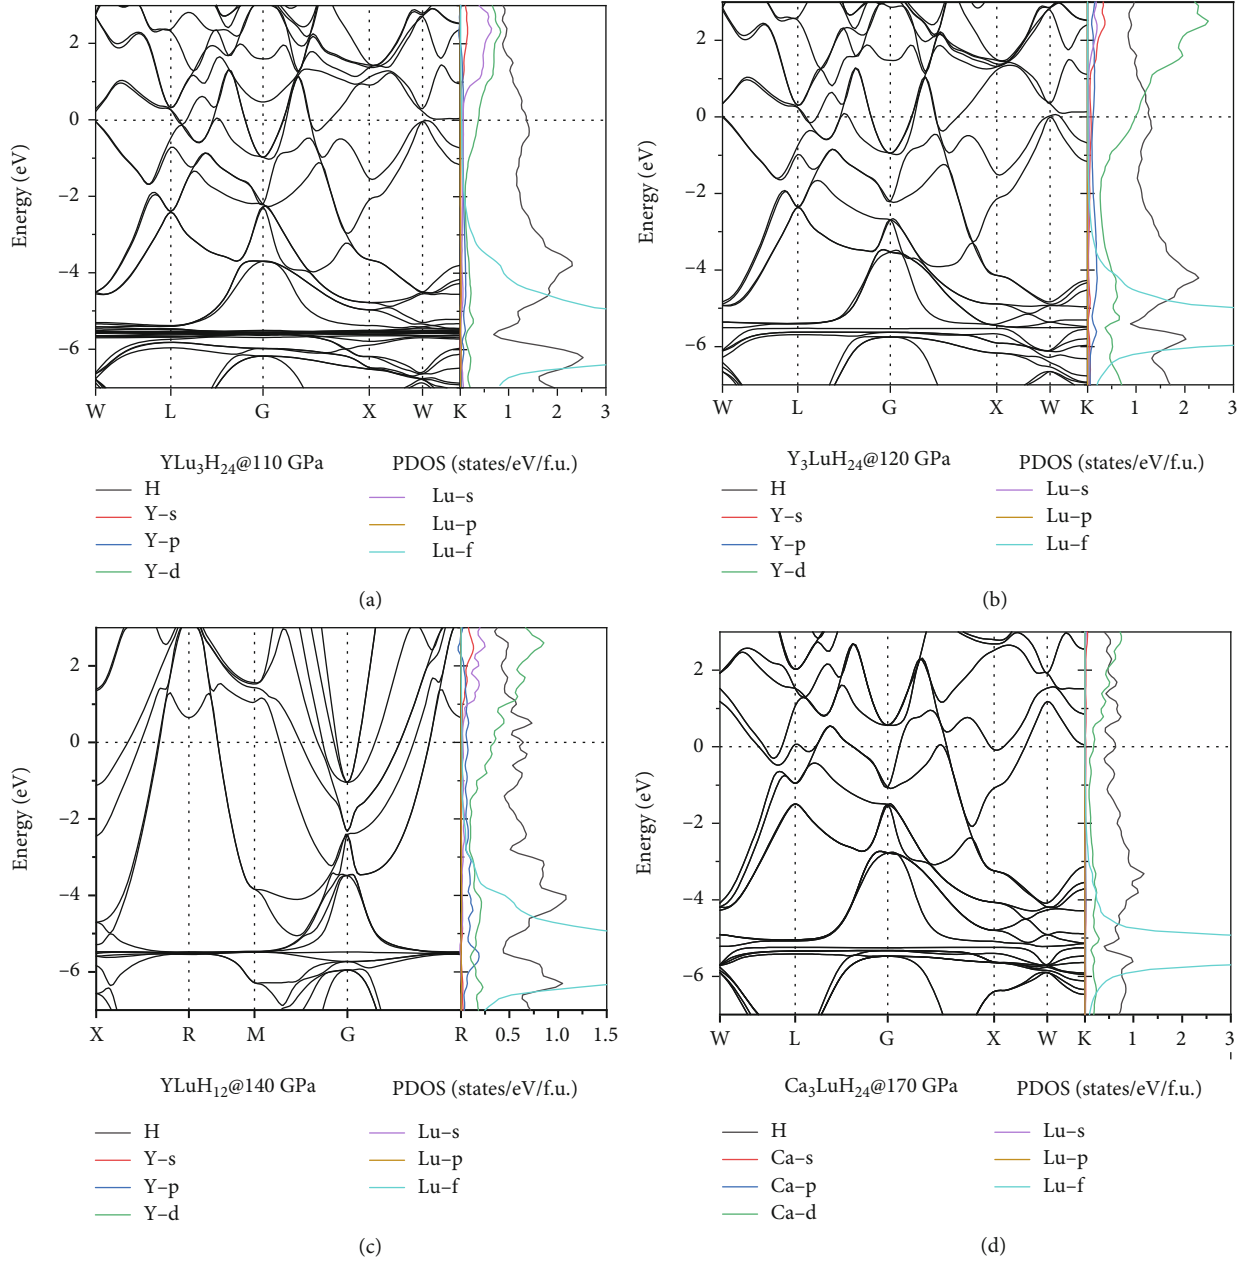 2
0
−2
−4
−6
Energy (eV)
W L G X W K 1 2 3
YLu3H24@110 GPa
PDOS (states/eV/f.u.)
H
Y–s
Y–p
Y–d
Lu–s
Lu–p
Lu–f
(a)
2
0
−2
−4
−6
Energy (eV)
W L G X W K 1 2 3
Y3LuH24@120 GPa
PDOS (states/eV/f.u.)
H
Y–s
Y–p
Y–d
Lu–s
Lu–p
Lu–f
(b)
2
0
−2
−4
−6
Energy (eV)
X R M G R 0.5 1.0 1.5
YLuH12@140 GPa
PDOS (states/eV/f.u.)
H
Y–s
Y–p
Y–d
Lu–s
Lu–p
Lu–f
(c)
2
0
−2
−4
−6
Energy (eV)
W L G X W K 1 2 3
Ca3LuH24@170 GPa
PDOS (states/eV/f.u.)
H
Ca–s
Ca–p
Ca–d
Lu–s
Lu–p
Lu–f
(d)